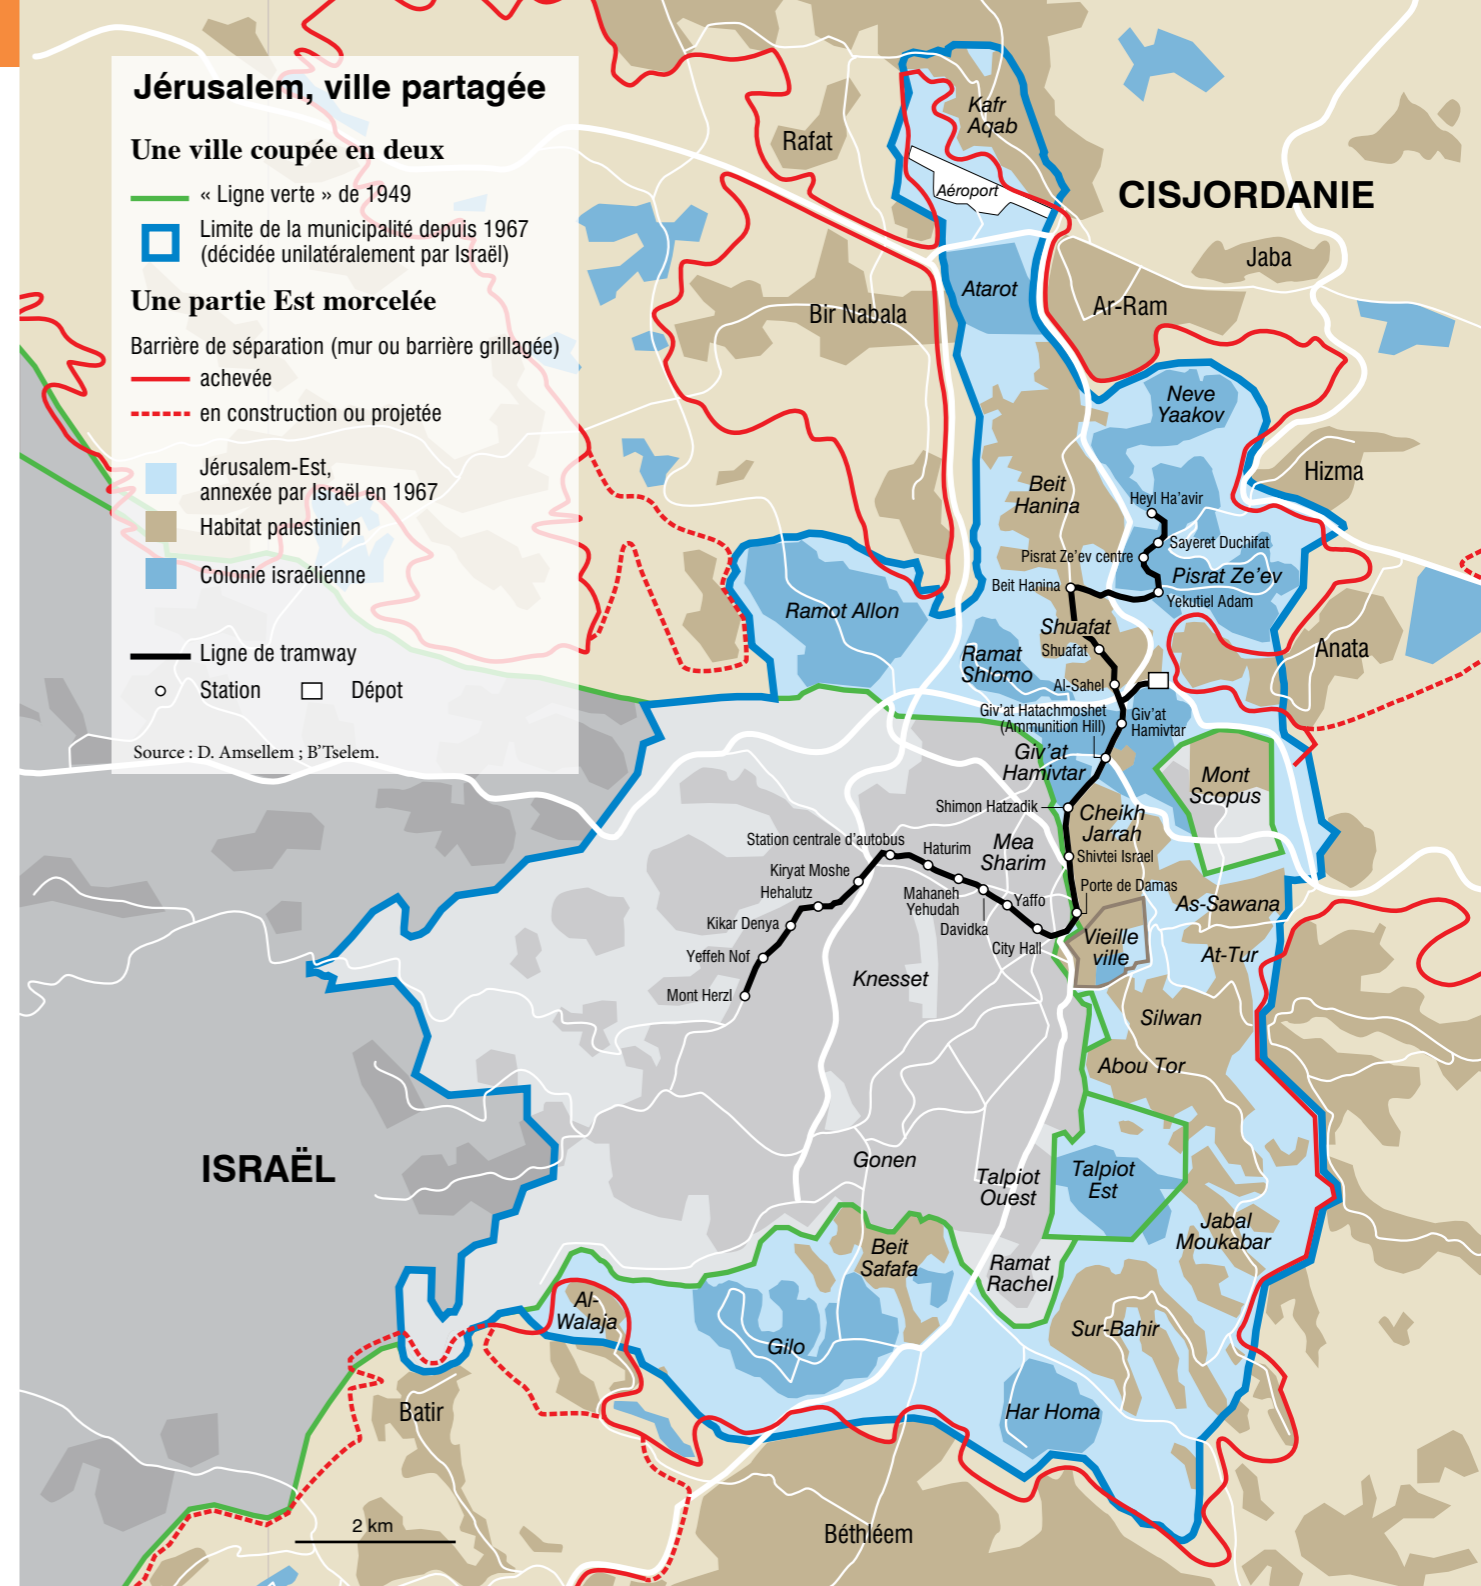 Jérusalem, ville partagée
Une ville coupée en deux
« Ligne verte » de 1949
Limite de la municipalité depuis 1967
(décidée unilatéralement par Israël)
Une partie Est morcelée
Barrière de séparation (mur ou barrière grillagée)
achevée
en construction ou projetée
Jérusalem-Est,
annexée par Israël en 1967
Habitat palestinien
Colonie israélienne
Ligne de tramway
Station
Dépot
Source : D. Amsellem ; B'Tselem.
Kafr
Aqab
Rafat
Aéroport
CISJORDANIE
Jaba
Atarot
Ar-Ram
Bir Nabala
Neve
Yaakov
Hizma
Beit
Hanina
Heyl Ha'avir
Sayeret Duchifat
Pisrat Ze'ev centre
Pisrat Ze'ev
Beit Hanina
Yekutiel Adam
Ramot Allon
Shuafat
Shuafat
Anata
Ramat
Shlomo
Al-Sahel
Giv'at Hatachmoshet
(Ammunition Hill)
Giv'at
Hamivtar
Giv'at
Hamivtar
Mont
Scopus
Shimon Hatzadik
Cheikh
Jarrah
Station centrale d'autobus
Haturim
Mea
Sharim
Shivtei Israel
Kiryat Moshe
Hehalutz
Mahaneh
Yehudah
Yaffo
Porte de Damas
As-Sawana
Kikar Denya
Davidka
City Hall
Vieille
ville
Yeffeh Nof
At-Tur
Knesset
Mont Herzl
Silwan
Abou Tor
ISRAËL
Gonen
Talpiot
Ouest
Talpiot
Est
Jabal
Moukabar
Beit
Safafa
Ramat
Rachel
Al-
Walaja
Sur-Bahir
Gilo
Har Homa
Batir
2 km
Béthléem